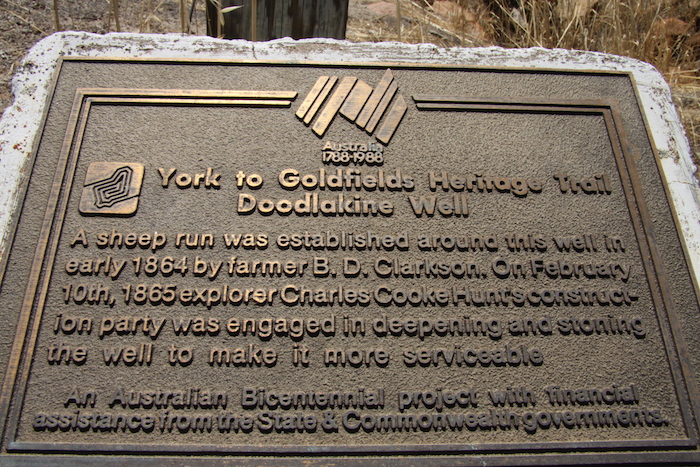 Australia
1788-1988
York to Goldfields Heritage Trail
Doodlakine Well
A sheep run was established around this well in
early 1864 by farmer B. D. Clarkson. On February
10th, 1865 explorer Charles Cooke Hunt's construct-
ion party was engaged in deepening and stoning
the well to make it more serviceable
An Australian Bicentennial project with financial
assistance from the State & Commonwealth governments.